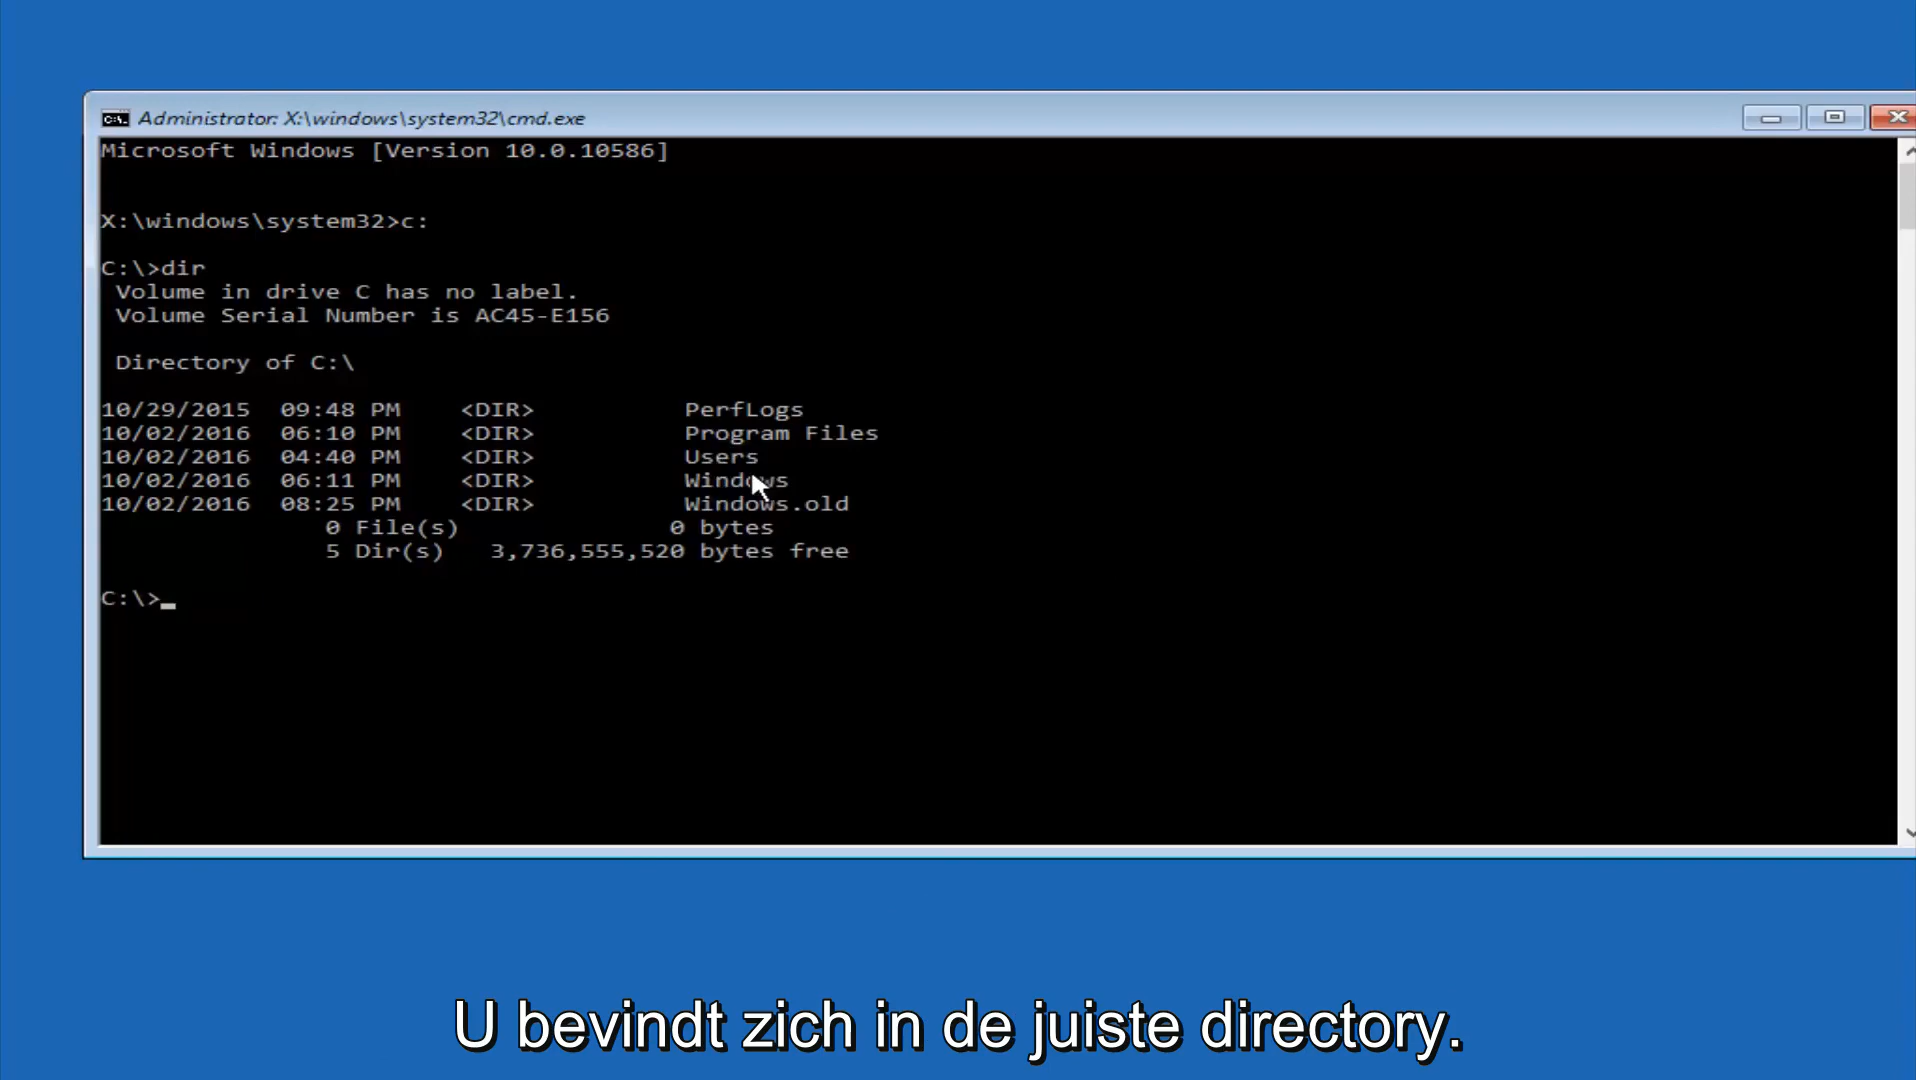 Administrator: X:\windows\system32\cmd.exe
Microsoft Windows [Version 10.0.10586]
X:\windows\system32>c:
C:\>dir
Volume in drive C has no label.
Volume Serial Number is AC45-E156
Directory of C:\
10/29/2015  09:48 PM    <DIR>          PerfLogs
10/02/2016  06:10 PM    <DIR>          Program Files
10/02/2016  04:40 PM    <DIR>          Users
10/02/2016  06:11 PM    <DIR>          Windows
10/02/2016  08:25 PM    <DIR>          Windows.old
0 File(s)              0 bytes
5 Dir(s)   3,736,555,520 bytes free
C:\>_
U bevindt zich in de juiste directory.